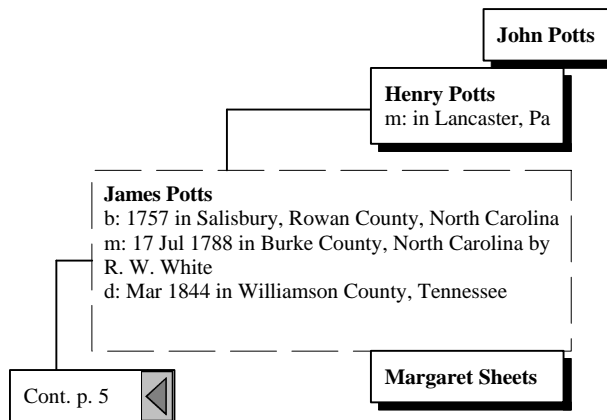 John Potts
Henry Potts
m: in Lancaster, Pa
James Potts
b: 1757 in Salisbury, Rowan County, North Carolina
m: 17 Jul 1788 in Burke County, North Carolina by
R. W. White
d: Mar 1844 in Williamson County, Tennessee
Margaret Sheets
Cont. p. 5